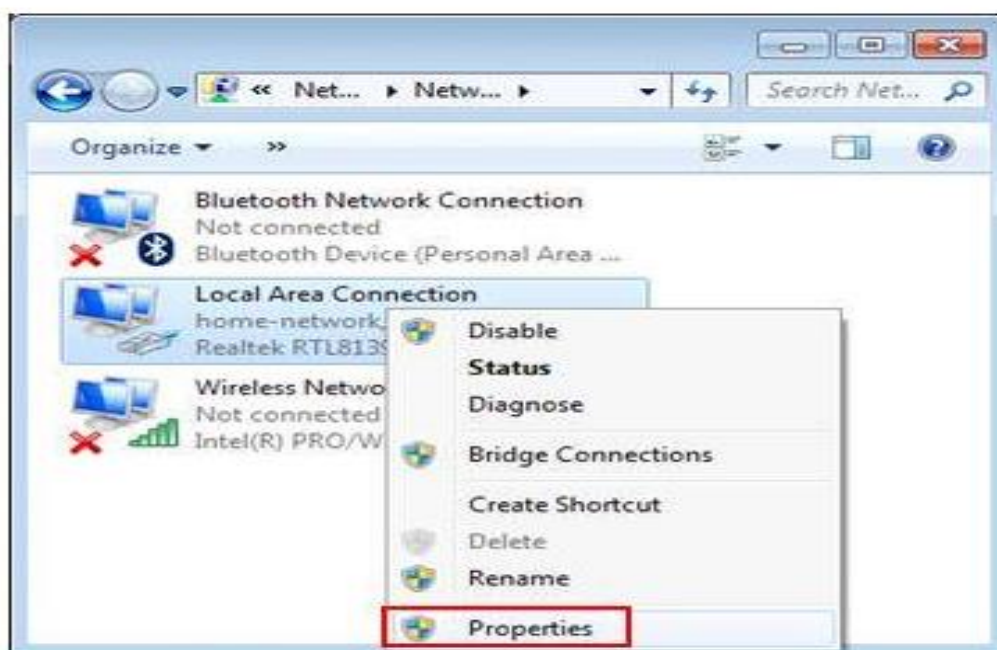 « Net... ▸ Netw... ▸ Search Net...
Organize »
Bluetooth Network Connection
Not connected
Bluetooth Device (Personal Area ...
Local Area Connection
home-network
Realtek RTL8139
Disable
Status
Diagnose
Wireless Netwo
Not connected
Intel(R) PRO/W
Bridge Connections
Create Shortcut
Delete
Rename
Properties